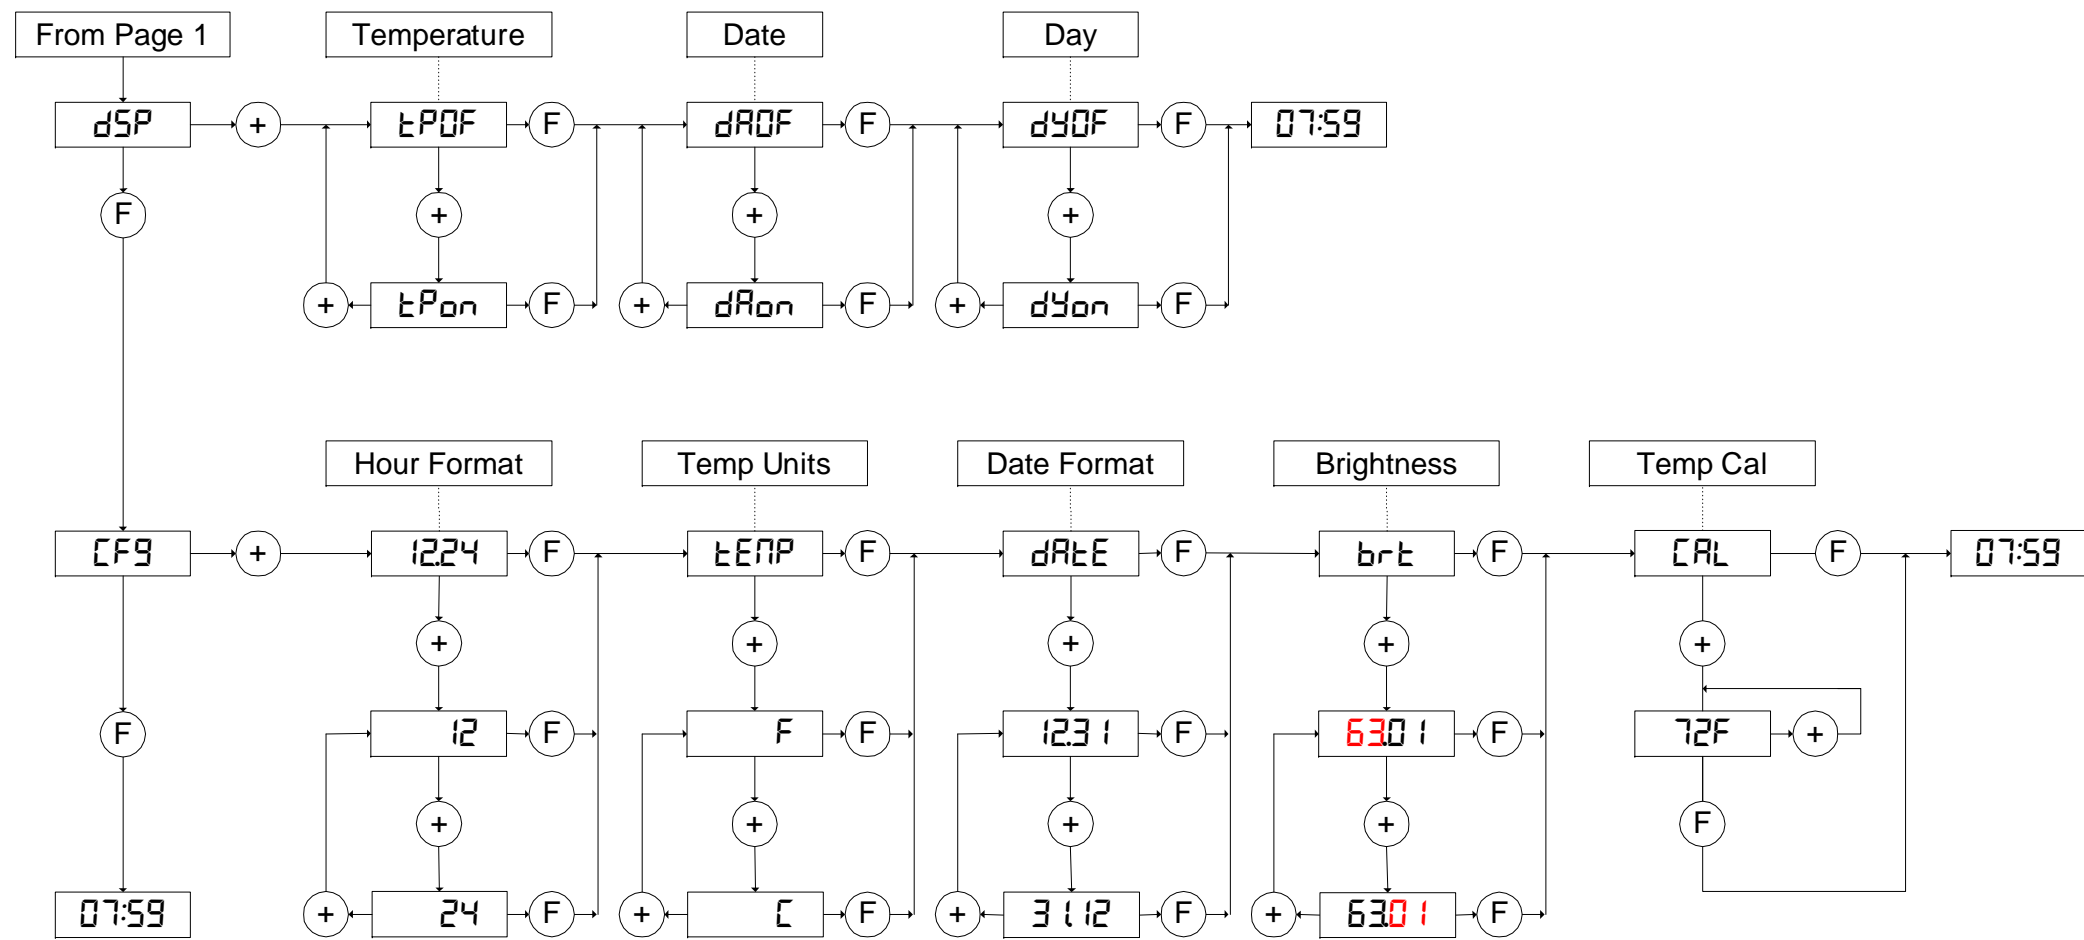 From Page 1 Temperature Date Day
dSP + tPOF F dAOF F dYOF F 07:59
F + + +
+ tPon F + dAon F + dYon F
Hour Format Temp Units Date Format Brightness Temp Cal
CFg + 12.24 F tEMP F dAtE F brt F CAL F 07:59
+ + + + +
F 12 F F F 12.31 F 63.01 F 72F +
+ + + + F
07:59 + 24 F + C F + 31.12 F + 63.01 F